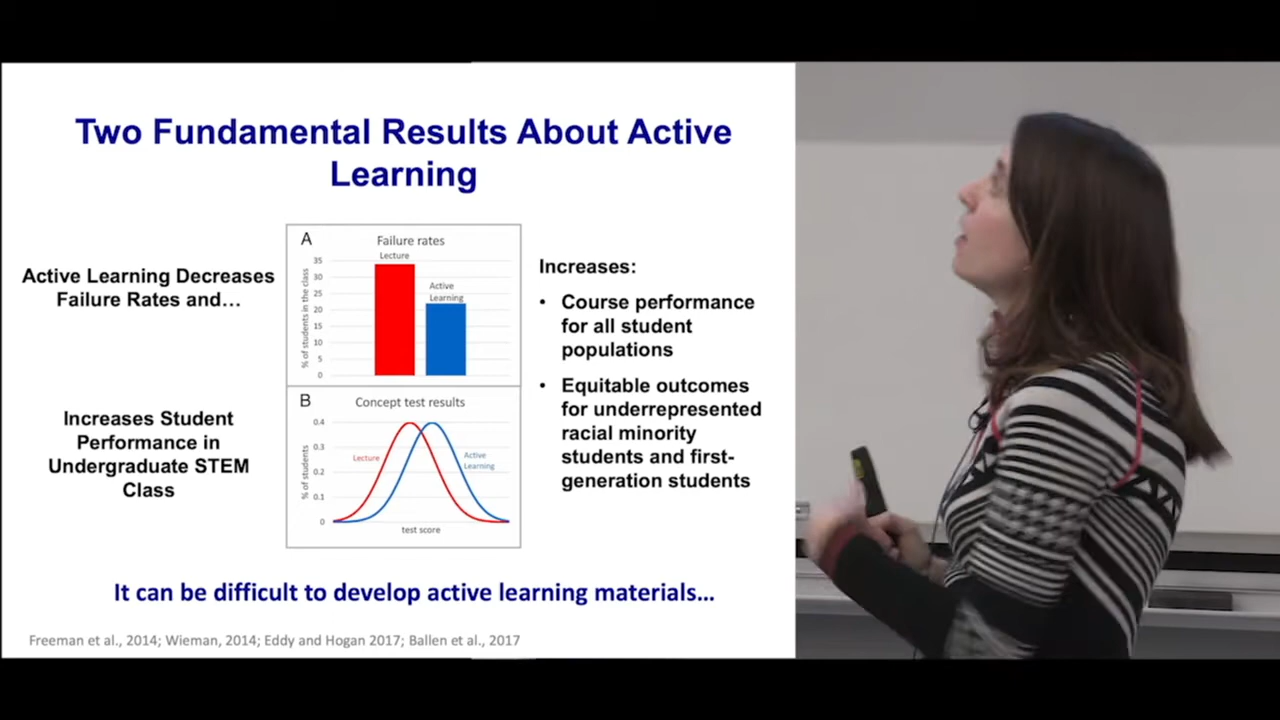 Two Fundamental Results About Active
Learning
Active Learning Decreases
Failure Rates and…
Increases Student
Performance in
Undergraduate STEM
Class
A
Failure rates
Lecture
Active
Learning
% of students in the class
35
30
25
20
15
10
5
0
B
Concept test results
Lecture
Active
Learning
% of students
0.4
0.3
0.2
0.1
0
test score
Increases:
• Course performance
for all student
populations
• Equitable outcomes
for underrepresented
racial minority
students and first-
generation students
It can be difficult to develop active learning materials…
Freeman et al., 2014; Wieman, 2014; Eddy and Hogan 2017; Ballen et al., 2017